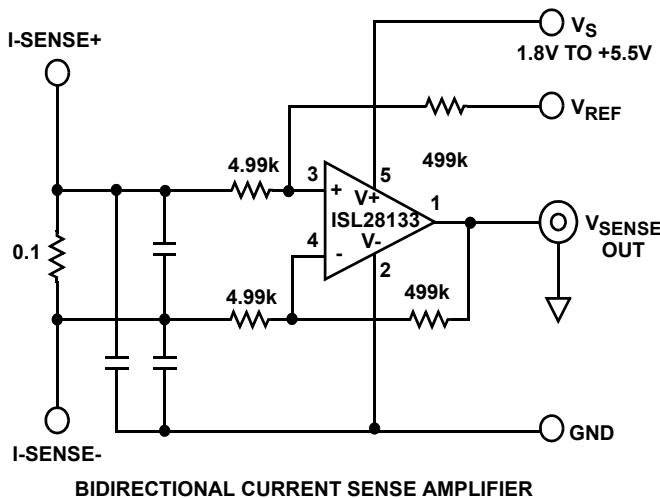 I-SENSE+
V_S
1.8V TO +5.5V
V_REF
4.99k
3
5
499k
+
V+
1
ISL28133
V_SENSE
OUT
4
-
V-
2
0.1
4.99k
499k
GND
I-SENSE-
BIDIRECTIONAL CURRENT SENSE AMPLIFIER